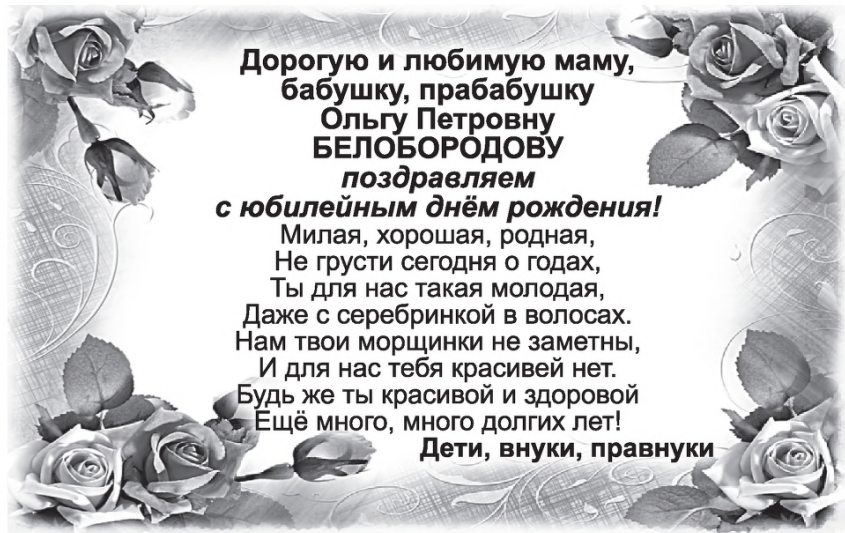 Дорогую и любимую маму,
бабушку, прабабушку
Ольгу Петровну
БЕЛОБОРОДОВУ
поздравляем
с юбилейным днём рождения!
Милая, хорошая, родная,
Не грусти сегодня о годах,
Ты для нас такая молодая,
Даже с серебринкой в волосах.
Нам твои морщинки не заметны,
И для нас тебя красивей нет.
Будь же ты красивой и здоровой
Ещё много, много долгих лет!
Дети, внуки, правнуки